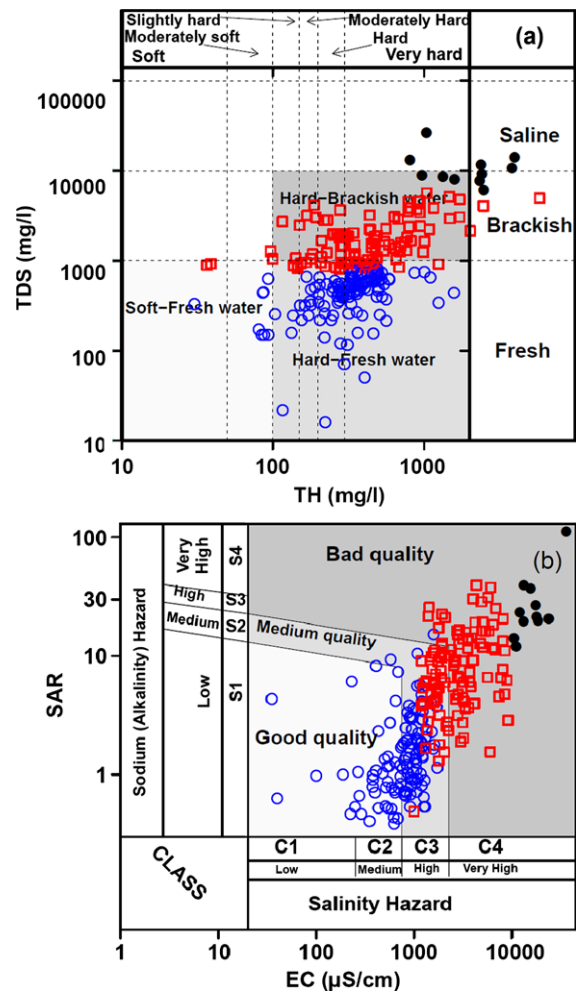 Slightly hard
Moderately Hard
(a)
Moderately soft
Hard
Soft
Very hard
100000
Saline
10000
Hard−Brackish water
Brackish
TDS (mg/l)
1000
Soft−Fresh water
Hard−Fresh water
Fresh
100
10
10
100
1000
TH (mg/l)
100
Sodium (Alkalinity) Hazard
Very High
S4
Bad quality
(b)
High
S3
30
Medium
S2
Medium quality
10
SAR
Low
S1
Good quality
1
C1
C2
C3
C4
CLASS
Low
Medium
High
Very High
Salinity Hazard
1
10
100
1000
10000
EC (µS/cm)